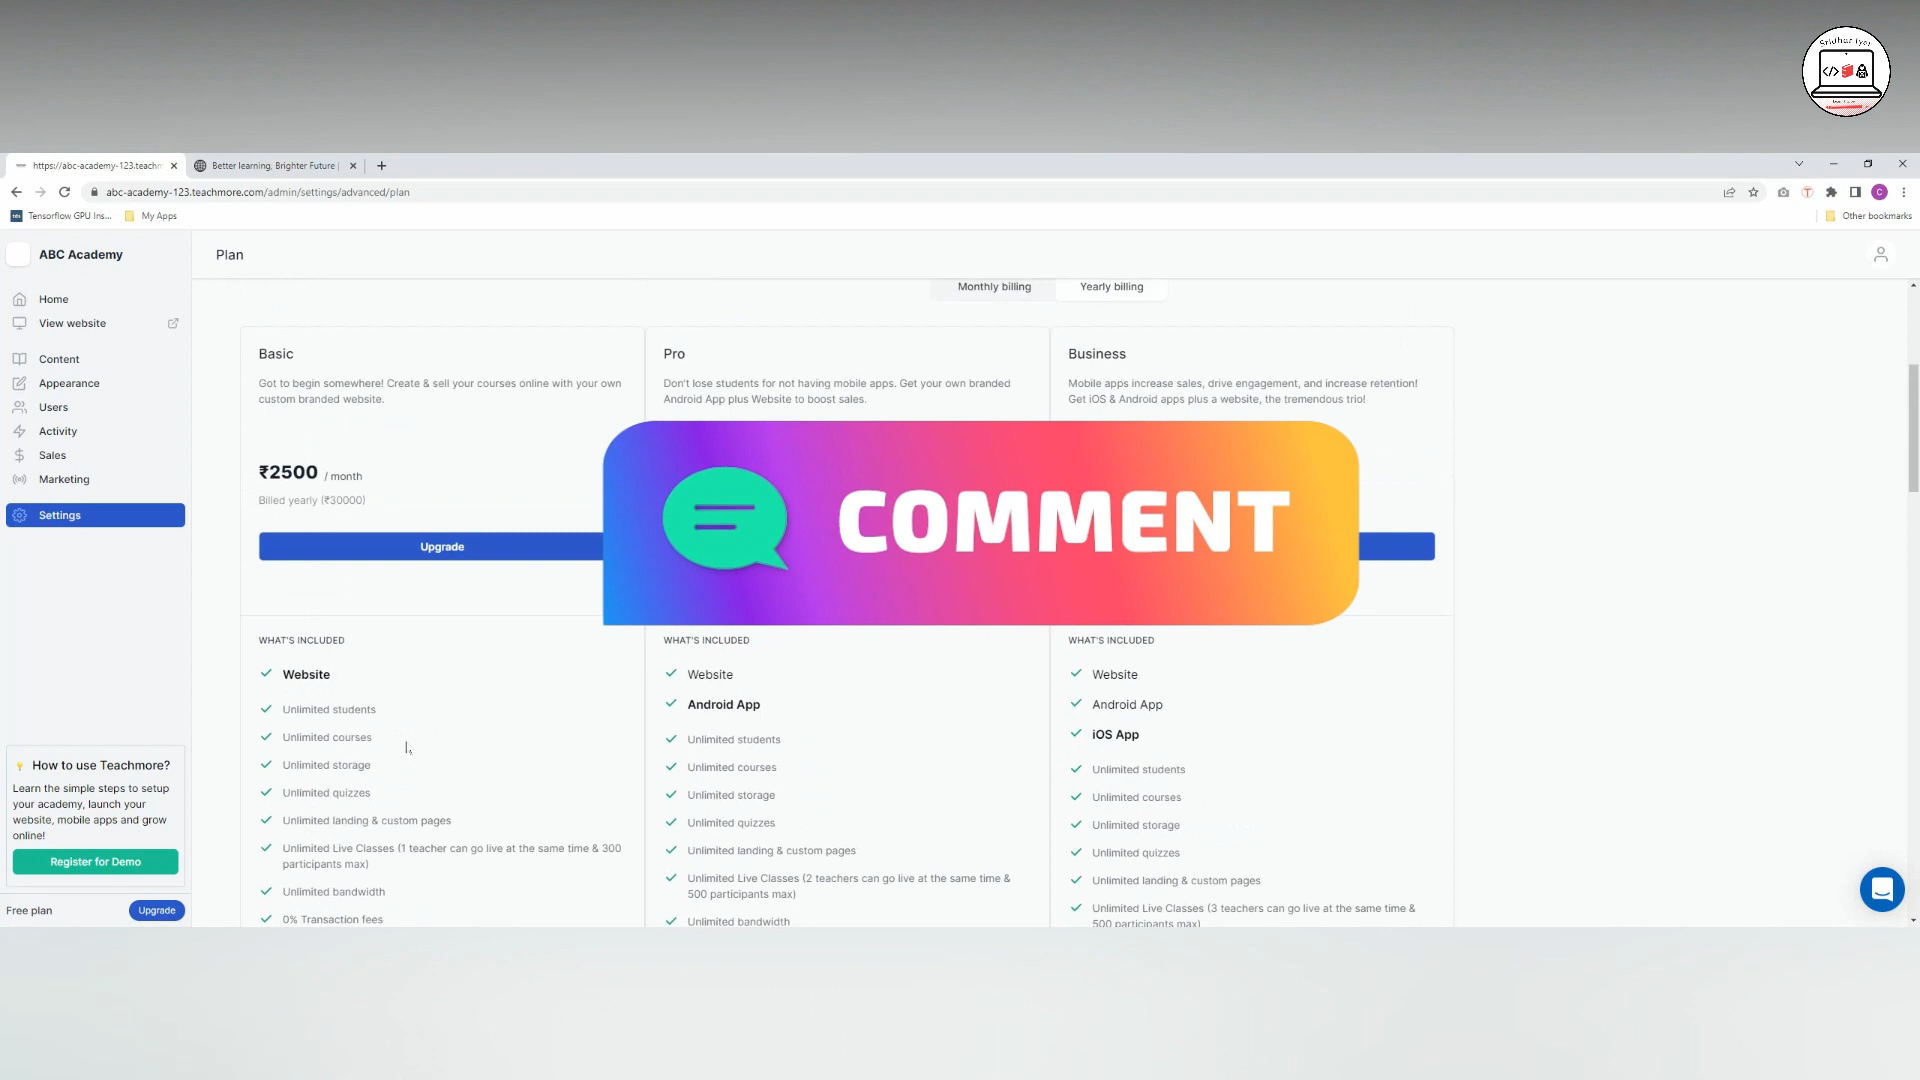 Sridhar Iyer
https://abc-academy-123.teachm
Better learning, Brighter Future |
abc-academy-123.teachmore.com/admin/settings/advanced/plan
Tensorflow GPU Ins...
My Apps
Other bookmarks
ABC Academy
Plan
Home
View website
Content
Appearance
Users
Activity
Sales
Marketing
Settings
How to use Teachmore?
Learn the simple steps to setup
your academy, launch your
website, mobile apps and grow
online!
Register for Demo
Free plan
Upgrade
Monthly billing
Yearly billing
Basic
Got to begin somewhere! Create & sell your courses online with your own
custom branded website.
₹2500 / month
Billed yearly (₹30000)
Upgrade
WHAT'S INCLUDED
Website
Unlimited students
Unlimited courses
Unlimited storage
Unlimited quizzes
Unlimited landing & custom pages
Unlimited Live Classes (1 teacher can go live at the same time & 300
participants max)
Unlimited bandwidth
0% Transaction fees
Pro
Don't lose students for not having mobile apps. Get your own branded
Android App plus Website to boost sales.
WHAT'S INCLUDED
Website
Android App
Unlimited students
Unlimited courses
Unlimited storage
Unlimited quizzes
Unlimited landing & custom pages
Unlimited Live Classes (2 teachers can go live at the same time &
500 participants max)
Unlimited bandwidth
Business
Mobile apps increase sales, drive engagement, and increase retention!
Get iOS & Android apps plus a website, the tremendous trio!
WHAT'S INCLUDED
Website
Android App
iOS App
Unlimited students
Unlimited courses
Unlimited storage
Unlimited quizzes
Unlimited landing & custom pages
Unlimited Live Classes (3 teachers can go live at the same time &
500 participants max)
COMMENT